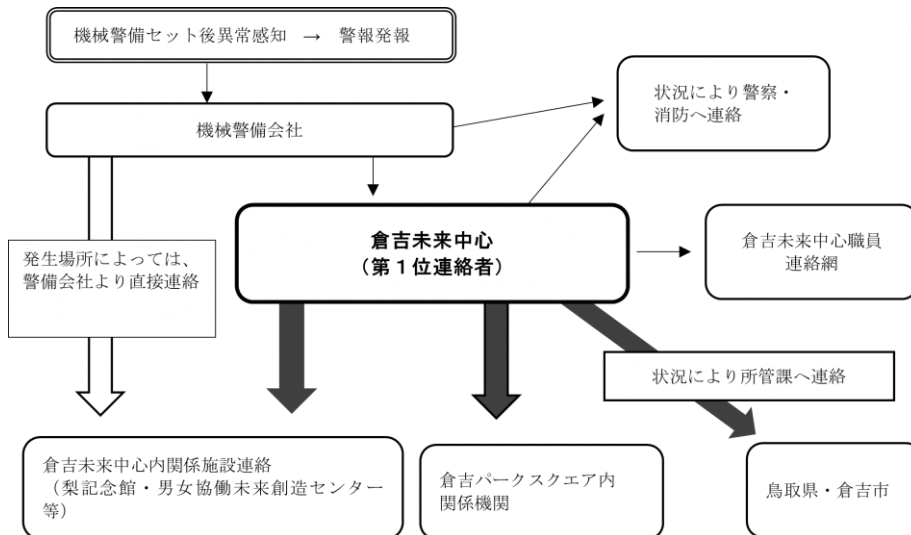 機械警備セット後異常感知 → 警報発報
機械警備会社
状況により警察・
消防へ連絡
倉吉未来中心
（第１位連絡者）
倉吉未来中心職員
連絡網
発生場所によっては、
警備会社より直接連絡
状況により所管課へ連絡
倉吉未来中心内関係施設連絡
（梨記念館・男女協働未来創造センター
等）
倉吉パークスクエア内
関係機関
鳥取県・倉吉市